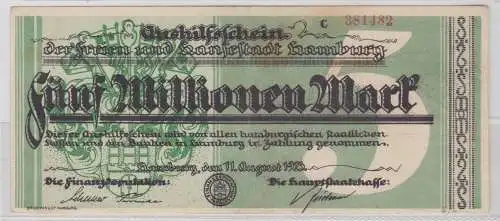 Aushilfsschein
C 381182
der Freien und Hansestadt Hamburg
Fünf Millionen Mark
5
Dieser Aushilfsschein wird von allen hamburgischen staatlichen
Kassen und den Banken in Hamburg in Zahlung genommen.
Hamburg, den 11. August 1923.
Die Finanzdeputation: Die Hauptstaatskasse: